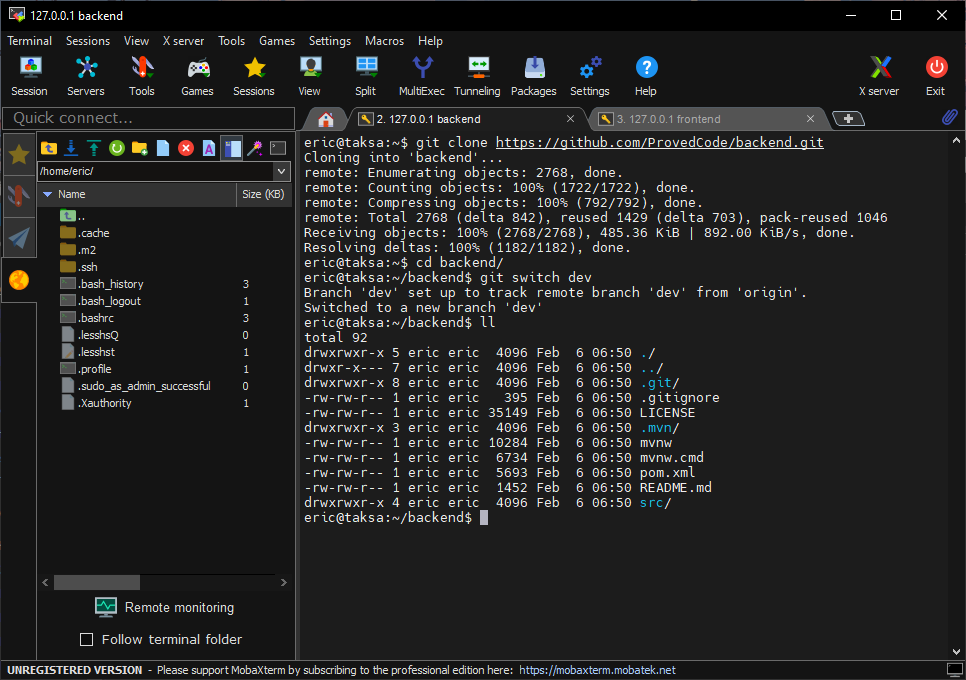 127.0.0.1 backend
Terminal Sessions View X server Tools Games Settings Macros Help
Session Servers Tools Games Sessions View Split MultiExec Tunneling Packages Settings Help X server Exit
Quick connect...
2. 127.0.0.1 backend
3. 127.0.0.1 frontend
/home/eric/
Name Size (KB)
..
.cache
.m2
.ssh
.bash_history 3
.bash_logout 1
.bashrc 3
.lesshsQ 0
.lesshst 1
.profile 1
.sudo_as_admin_successful 0
.Xauthority 1
Remote monitoring
Follow terminal folder
eric@taksa:~$ git clone https://github.com/ProvedCode/backend.git
Cloning into 'backend'...
remote: Enumerating objects: 2768, done.
remote: Counting objects: 100% (1722/1722), done.
remote: Compressing objects: 100% (792/792), done.
remote: Total 2768 (delta 842), reused 1429 (delta 703), pack-reused 1046
Receiving objects: 100% (2768/2768), 485.36 KiB | 892.00 KiB/s, done.
Resolving deltas: 100% (1182/1182), done.
eric@taksa:~$ cd backend/
eric@taksa:~/backend$ git switch dev
Branch 'dev' set up to track remote branch 'dev' from 'origin'.
Switched to a new branch 'dev'
eric@taksa:~/backend$ ll
total 92
drwxrwxr-x 5 eric eric  4096 Feb  6 06:50 ./
drwxr-x--- 7 eric eric  4096 Feb  6 06:50 ../
drwxrwxr-x 8 eric eric  4096 Feb  6 06:50 .git/
-rw-rw-r-- 1 eric eric   395 Feb  6 06:50 .gitignore
-rw-rw-r-- 1 eric eric 35149 Feb  6 06:50 LICENSE
drwxrwxr-x 3 eric eric  4096 Feb  6 06:50 .mvn/
-rw-rw-r-- 1 eric eric 10284 Feb  6 06:50 mvnw
-rw-rw-r-- 1 eric eric  6734 Feb  6 06:50 mvnw.cmd
-rw-rw-r-- 1 eric eric  5693 Feb  6 06:50 pom.xml
-rw-rw-r-- 1 eric eric  1452 Feb  6 06:50 README.md
drwxrwxr-x 4 eric eric  4096 Feb  6 06:50 src/
eric@taksa:~/backend$
UNREGISTERED VERSION - Please support MobaXterm by subscribing to the professional edition here: https://mobaxterm.mobatek.net